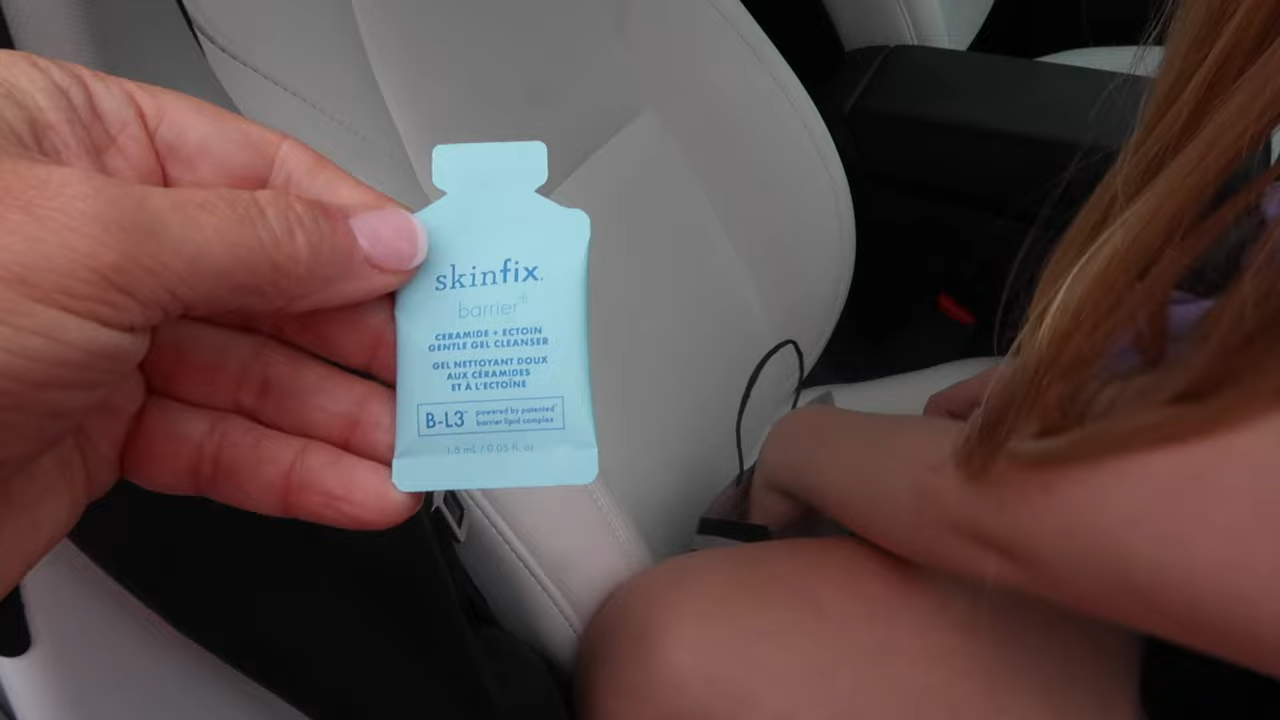 skinfix.
barrier+
CERAMIDE + ECTOIN
GENTLE GEL CLEANSER
GEL NETTOYANT DOUX
AUX CÉRAMIDES
ET À L'ECTOÏNE
B-L3™ powered by patented*
barrier lipid complex
1.5 mL / 0.05 fl. oz